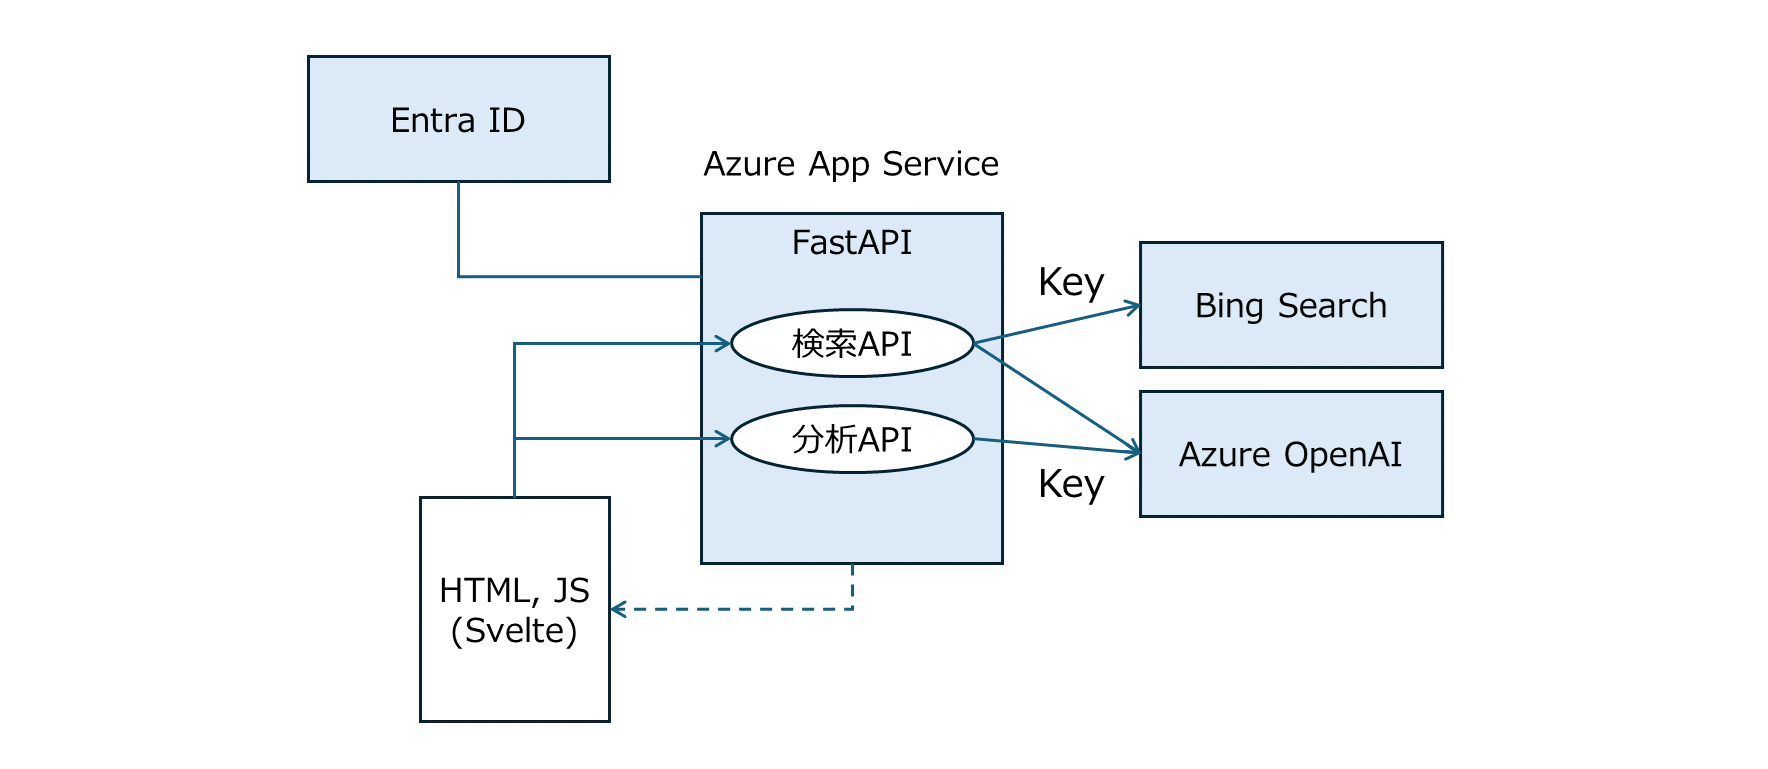 Entra ID
Azure App Service
FastAPI
検索API
分析API
Key
Key
Bing Search
Azure OpenAI
HTML, JS
(Svelte)